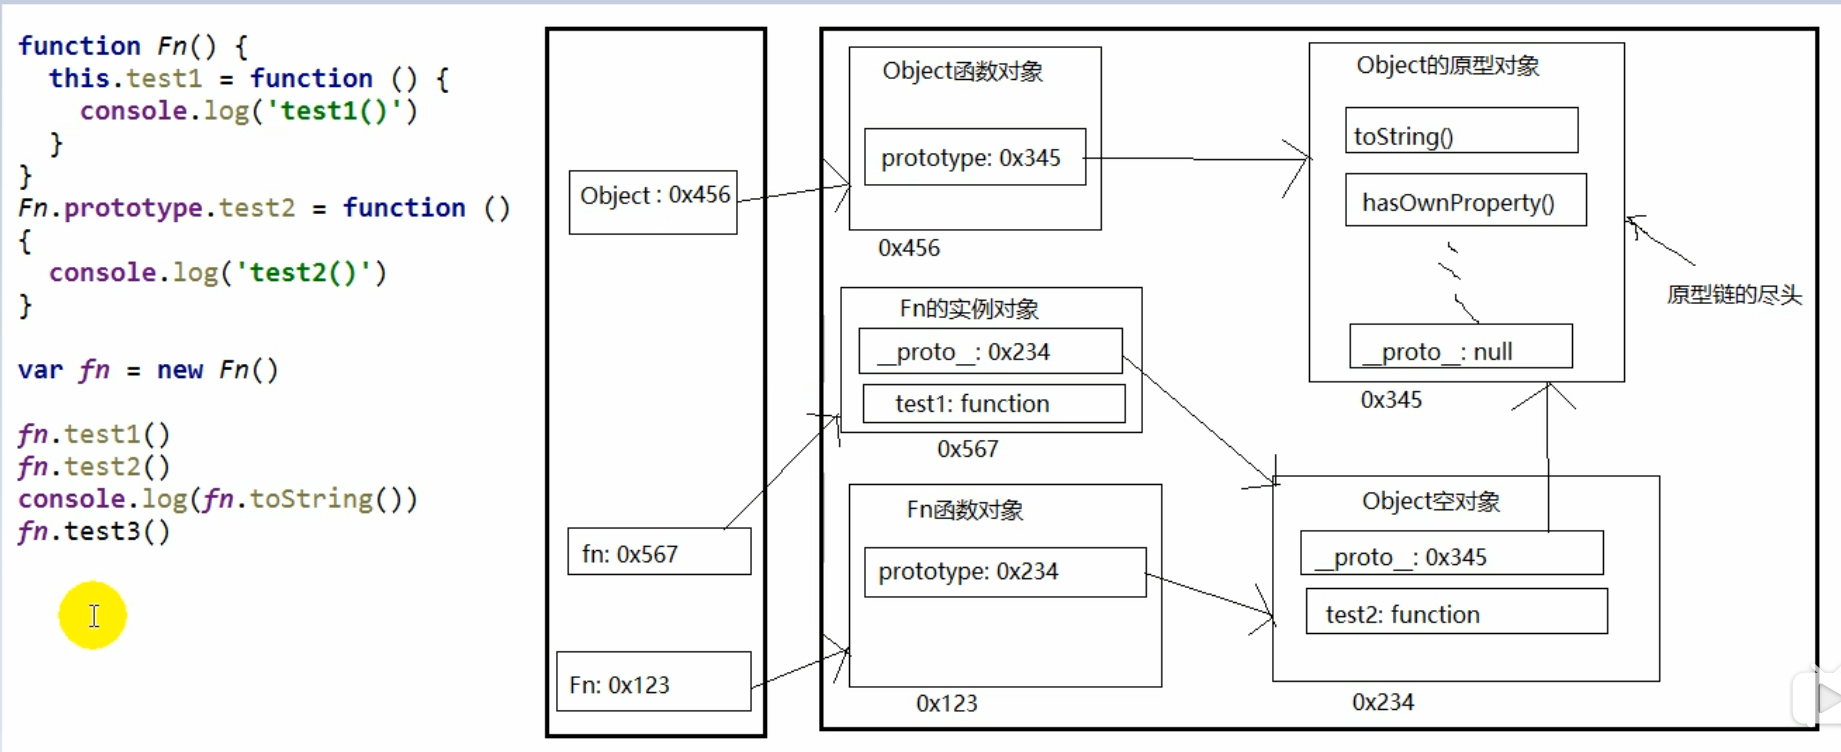 function Fn() {
  this.test1 = function () {
    console.log('test1()')
  }
}
Fn.prototype.test2 = function ()
{
  console.log('test2()')
}
var fn = new Fn()
fn.test1()
fn.test2()
console.log(fn.toString())
fn.test3()
Object : 0x456
fn: 0x567
Fn: 0x123
Object函数对象
prototype: 0x345
0x456
Fn的实例对象
__proto__: 0x234
test1: function
0x567
Fn函数对象
prototype: 0x234
0x123
Object的原型对象
toString()
hasOwnProperty()
__proto__: null
0x345
原型链的尽头
Object空对象
__proto__: 0x345
test2: function
0x234